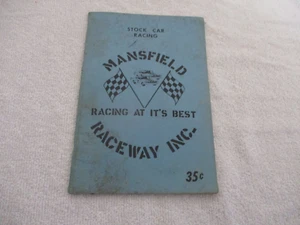 STOCK CAR
RACING
MANSFIELD
RACING AT IT'S BEST
RACEWAY INC.
35¢